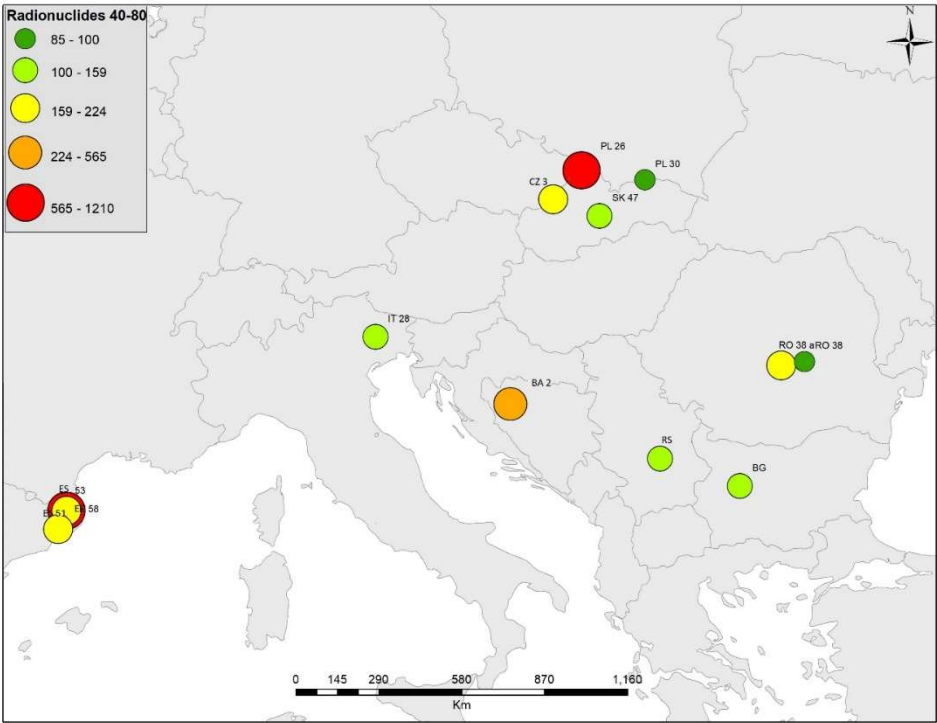 Radionuclides 40-80
85 - 100
100 - 159
159 - 224
224 - 565
565 - 1210
N
PL 26
PL 30
CZ 3
SK 47
IT 28
RO 38 aRO 38
BA 2
RS
BG
ES 53
58
51
0 145 290 580 870 1,160
Km